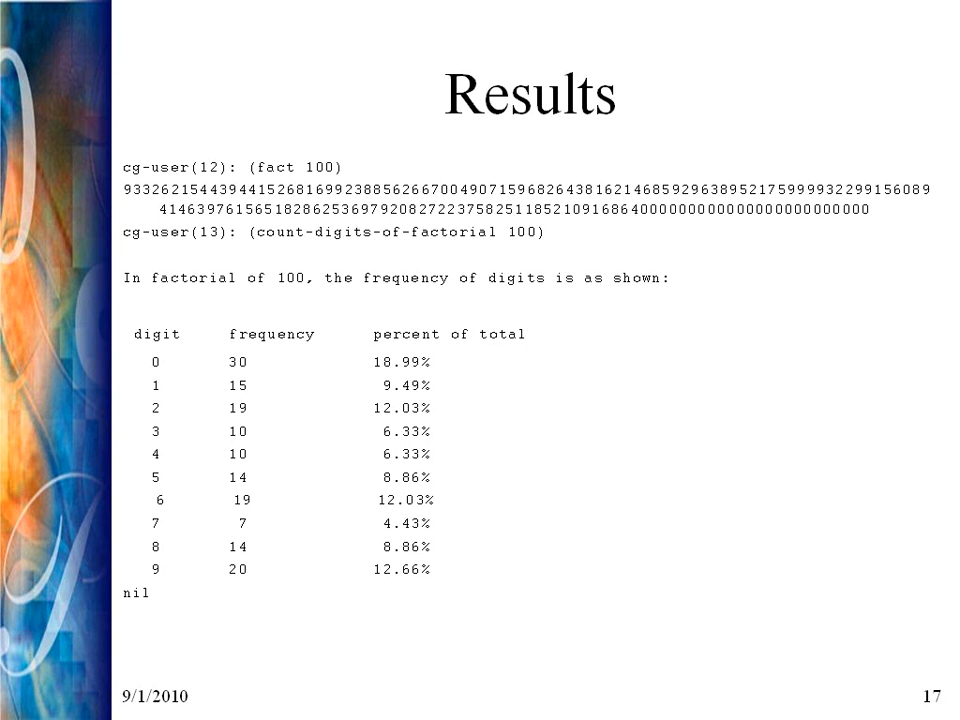 Results
cg-user(12): (fact 100)
933262154439441526816992388562667004907159682643816214685929638952175999932299156089
41463976156518286253697920827223758251185210916864000000000000000000000000
cg-user(13): (count-digits-of-factorial 100)
In factorial of 100, the frequency of digits is as shown:
digit frequency percent of total
0 30 18.99%
1 15 9.49%
2 19 12.03%
3 10 6.33%
4 10 6.33%
5 14 8.86%
6 19 12.03%
7 7 4.43%
8 14 8.86%
9 20 12.66%
nil
9/1/2010 17